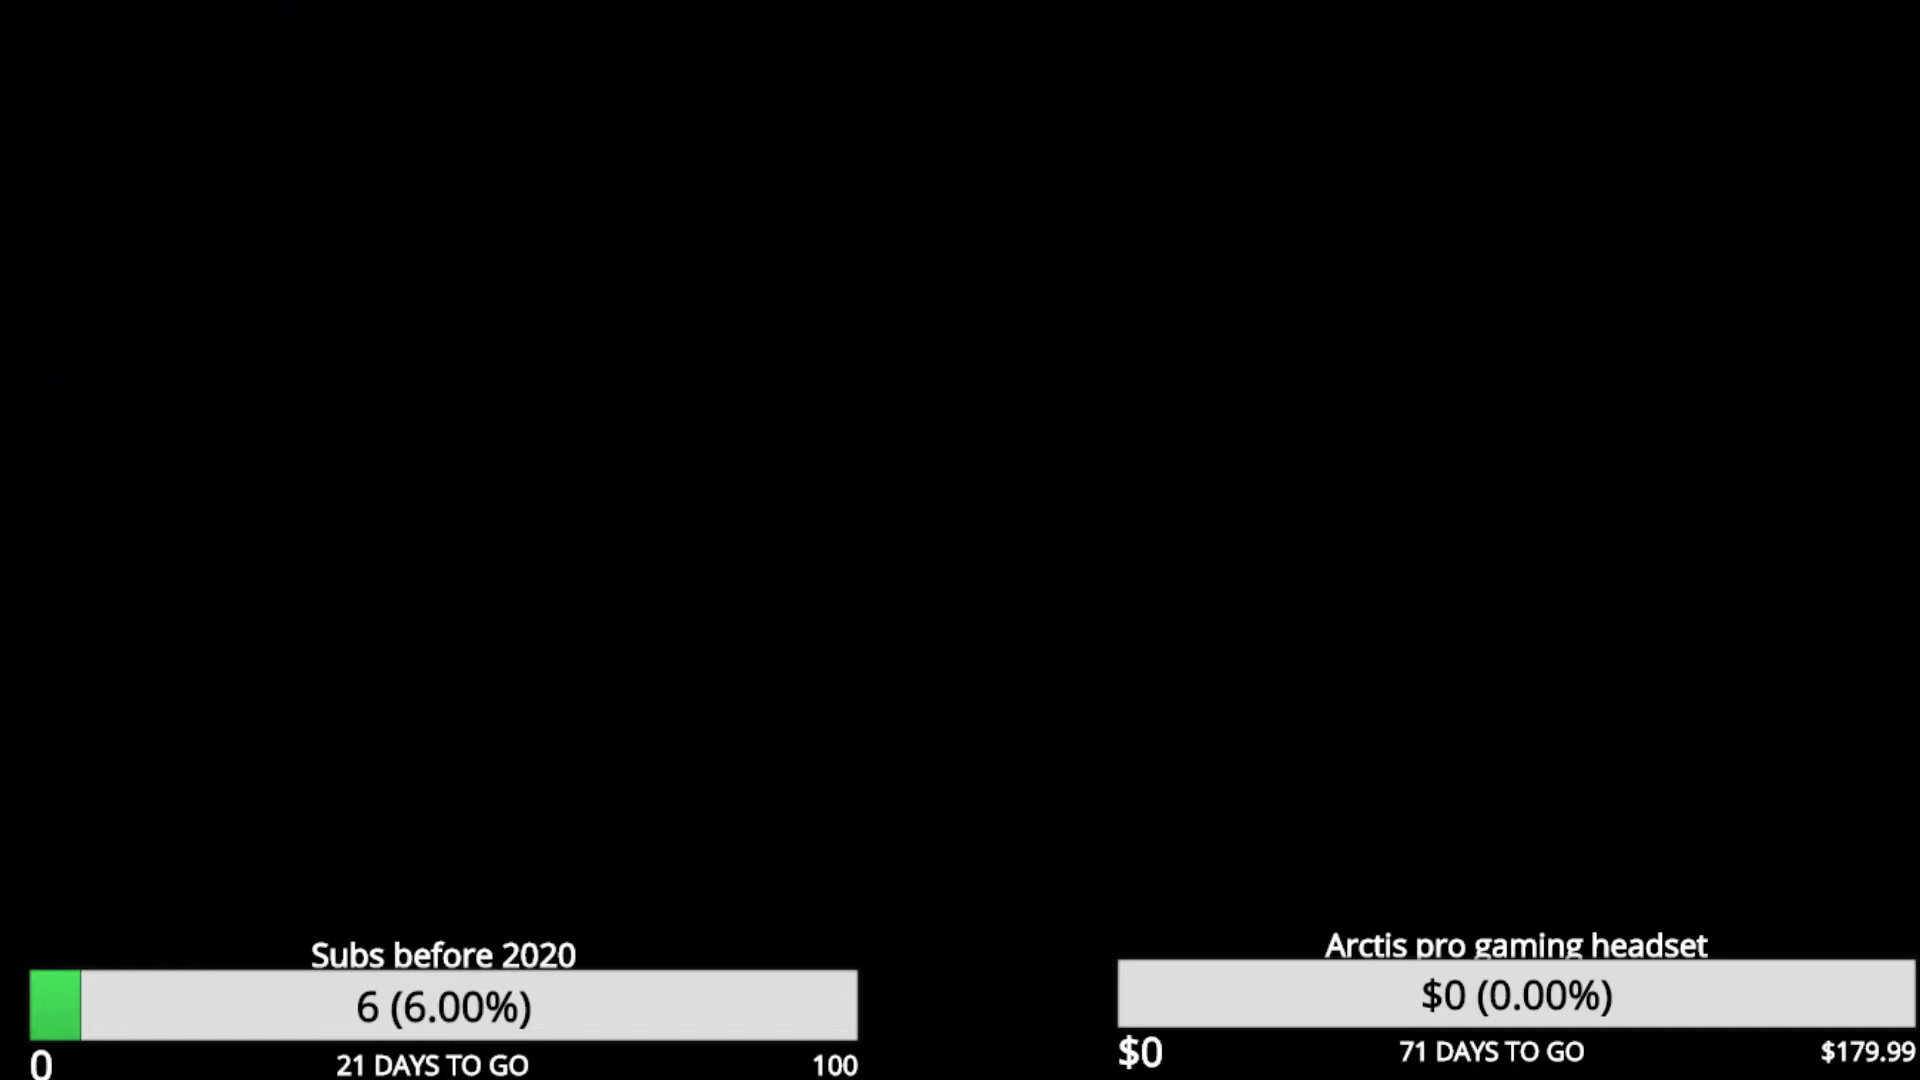 Subs before 2020
6 (6.00%)
0 21 DAYS TO GO 100
Arctis pro gaming headset
$0 (0.00%)
$0 71 DAYS TO GO $179.99